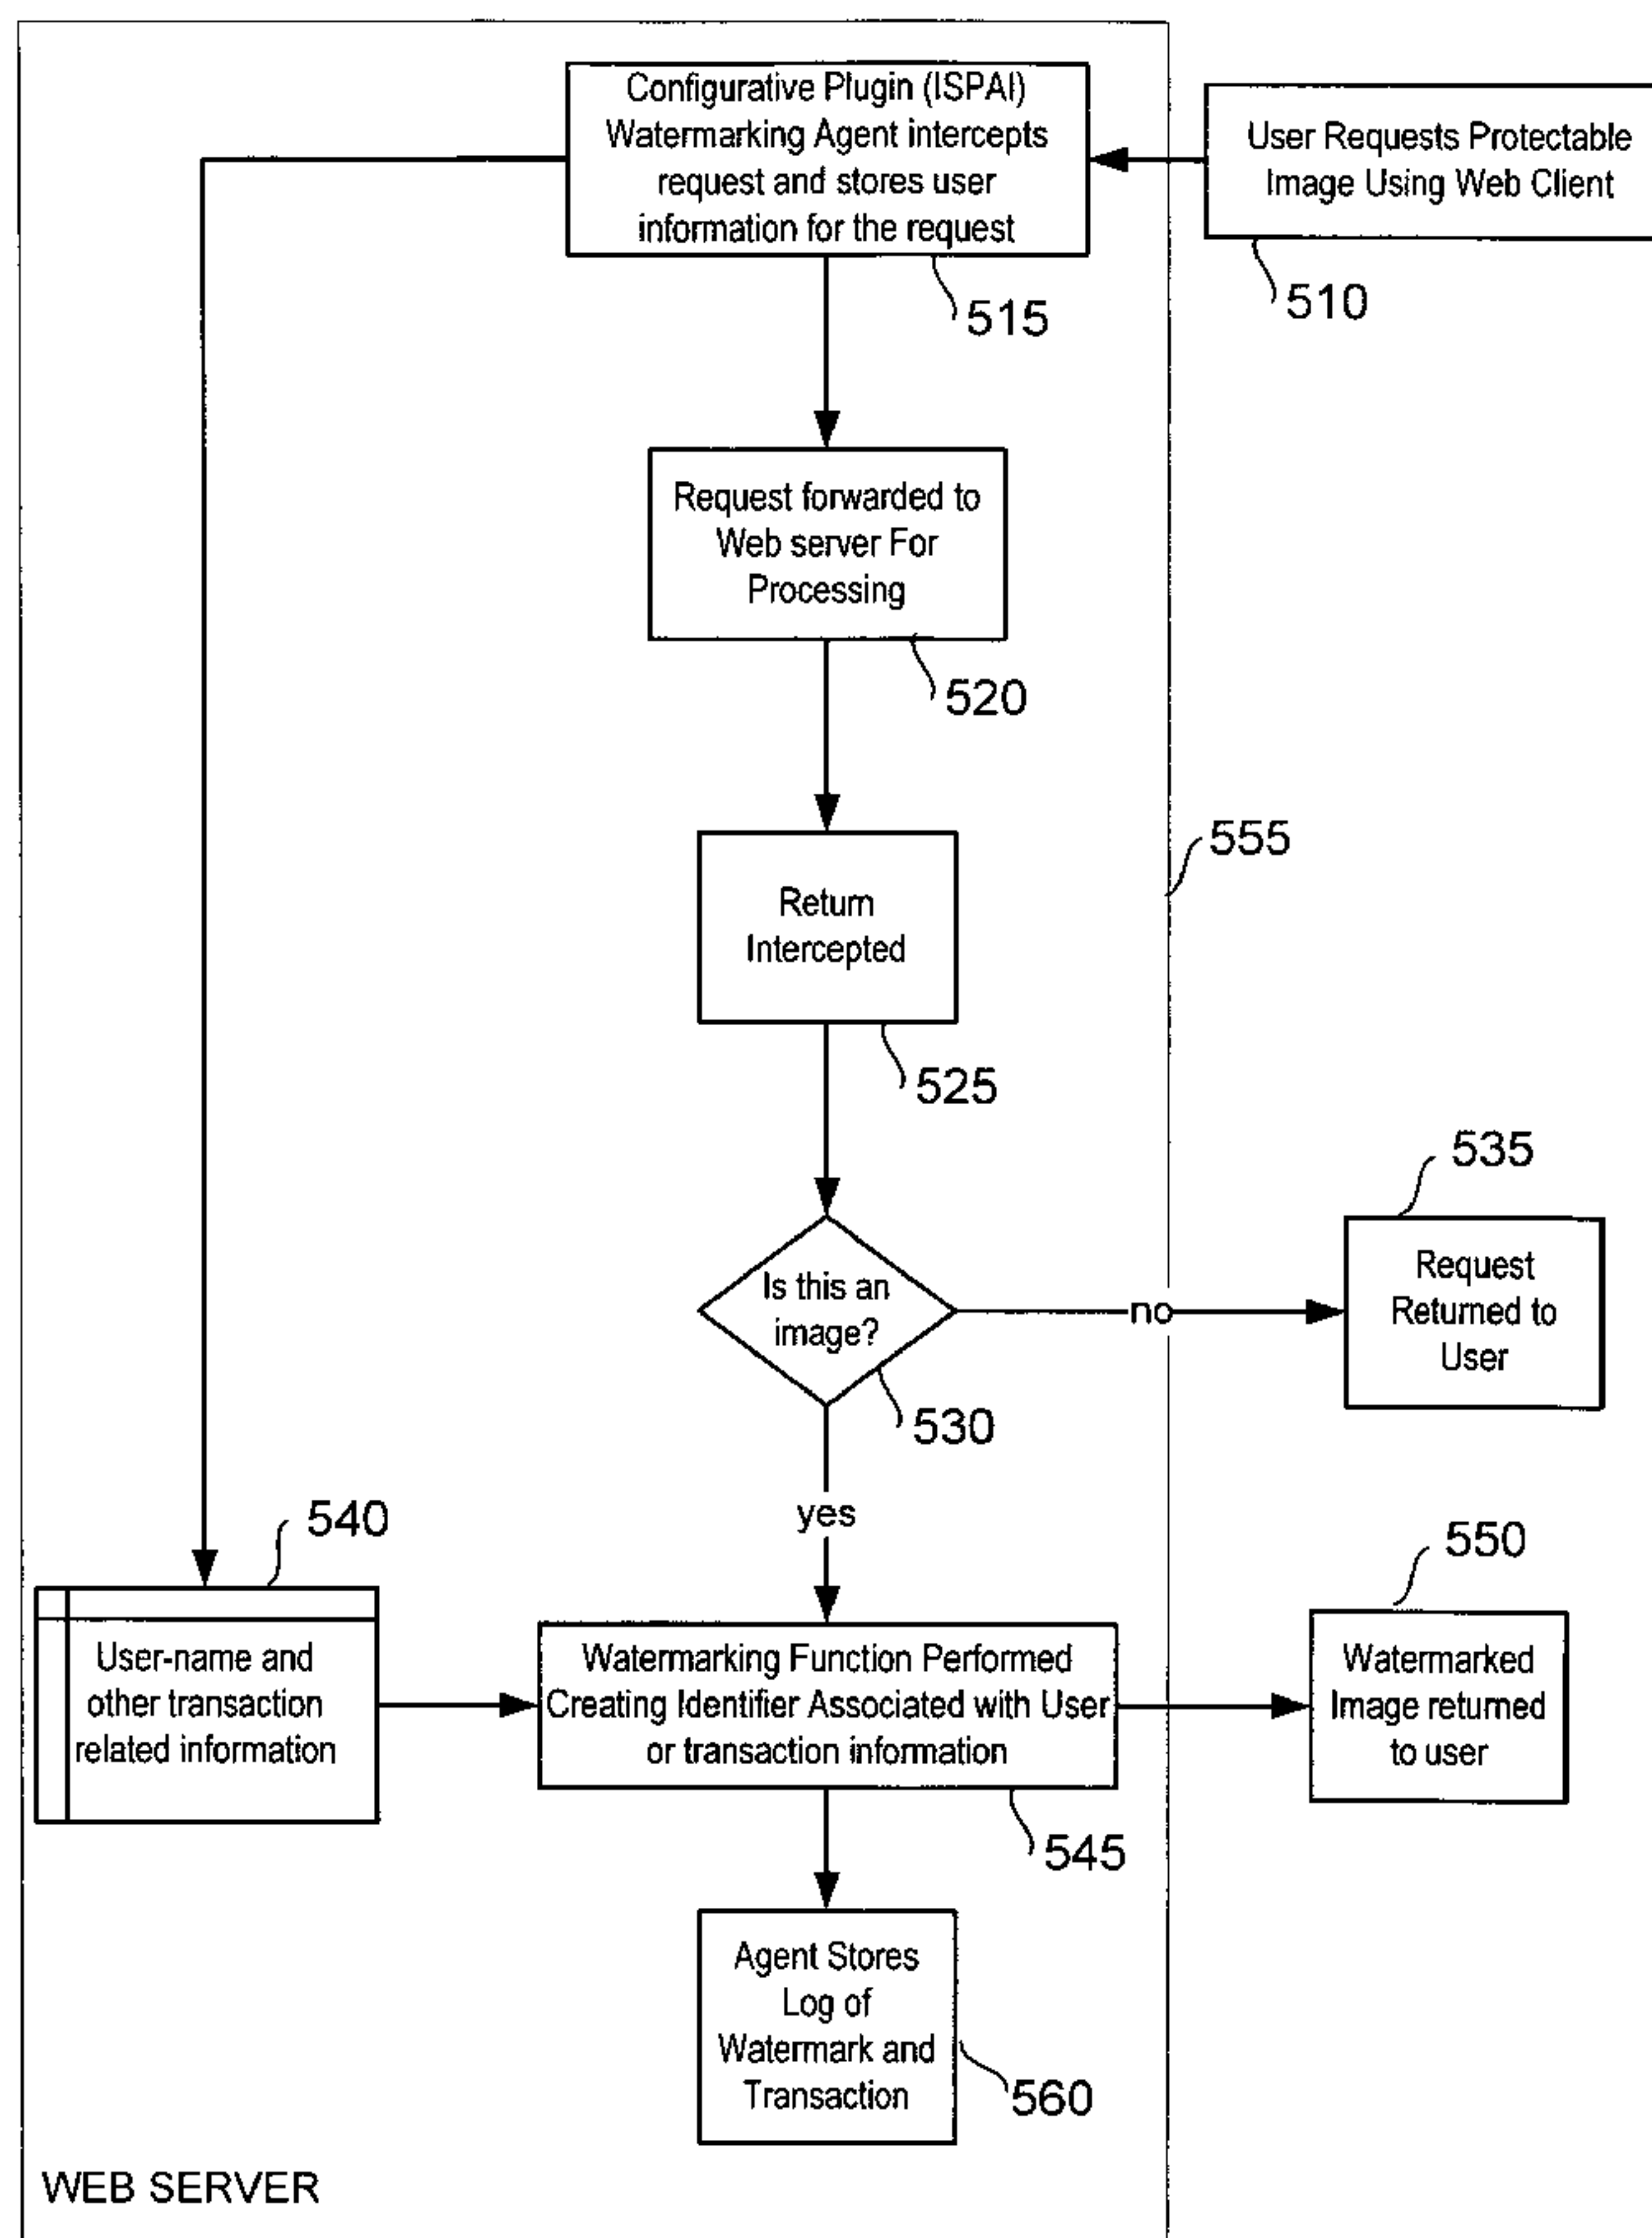 Configurative Plugin (ISPAI)
Watermarking Agent intercepts
request and stores user
information for the request
515
User Requests Protectable
Image Using Web Client
510
Request forwarded to
Web server For
Processing
520
555
Return
Intercepted
525
Is this an
image?
530
no
535
Request
Returned to
User
yes
540
User-name and
other transaction
related information
Watermarking Function Performed
Creating Identifier Associated with User
or transaction information
545
550
Watermarked
Image returned
to user
Agent Stores
Log of
Watermark and
Transaction
560
WEB SERVER